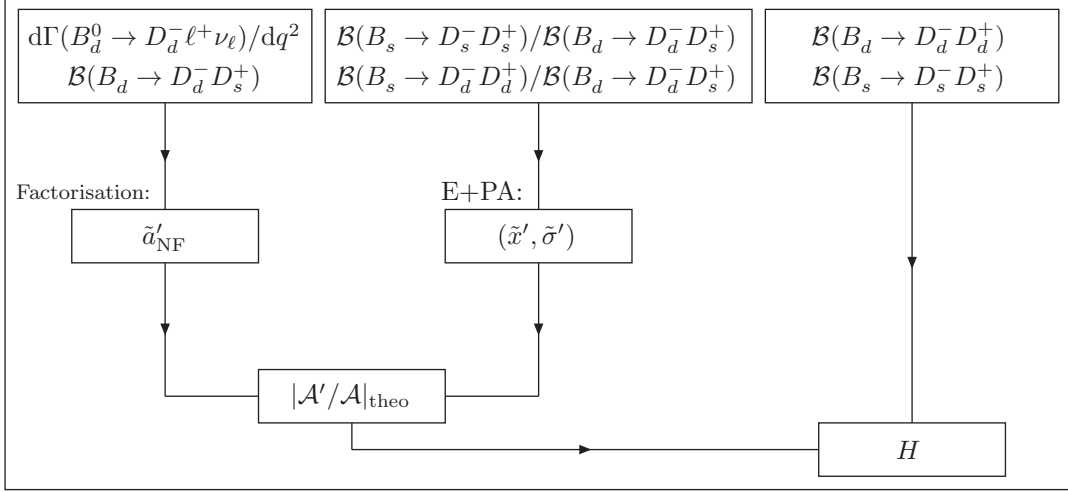 dΓ(B_d^0 → D_d^- ℓ^+ ν_ℓ)/dq^2
B(B_d → D_d^- D_s^+)
B(B_s → D_s^- D_s^+)/B(B_d → D_d^- D_s^+)
B(B_s → D_d^- D_d^+)/B(B_d → D_d^- D_s^+)
B(B_d → D_d^- D_d^+)
B(B_s → D_s^- D_s^+)
Factorisation:
ã′_NF
E+PA:
(x̃′, σ̃′)
|A′/A|_theo
H